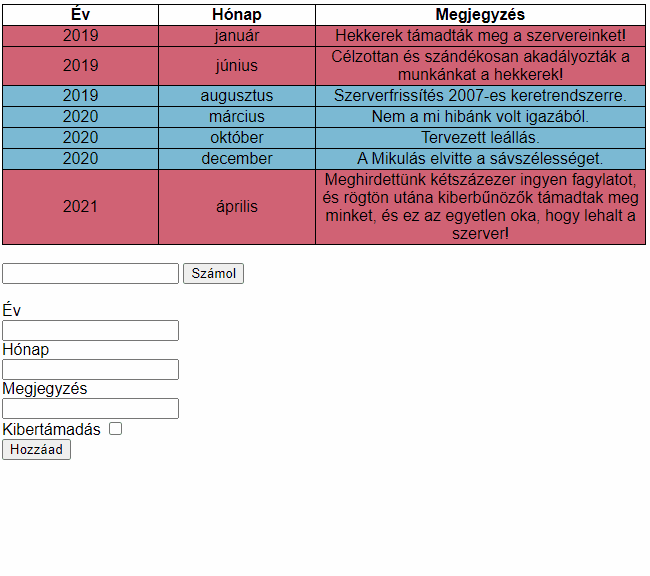 Év Hónap Megjegyzés
2019 január Hekkerek támadták meg a szervereinket!
2019 június Célzottan és szándékosan akadályozták a
munkánkat a hekkerek!
2019 augusztus Szerverfrissítés 2007-es keretrendszerre.
2020 március Nem a mi hibánk volt igazából.
2020 október Tervezett leállás.
2020 december A Mikulás elvitte a sávszélességet.
2021 április Meghirdettünk kétszázezer ingyen fagylatot,
és rögtön utána kiberbűnözők támadtak meg
minket, és ez az egyetlen oka, hogy lehalt a
szerver!
Számol
Év
Hónap
Megjegyzés
Kibertámadás
Hozzáad